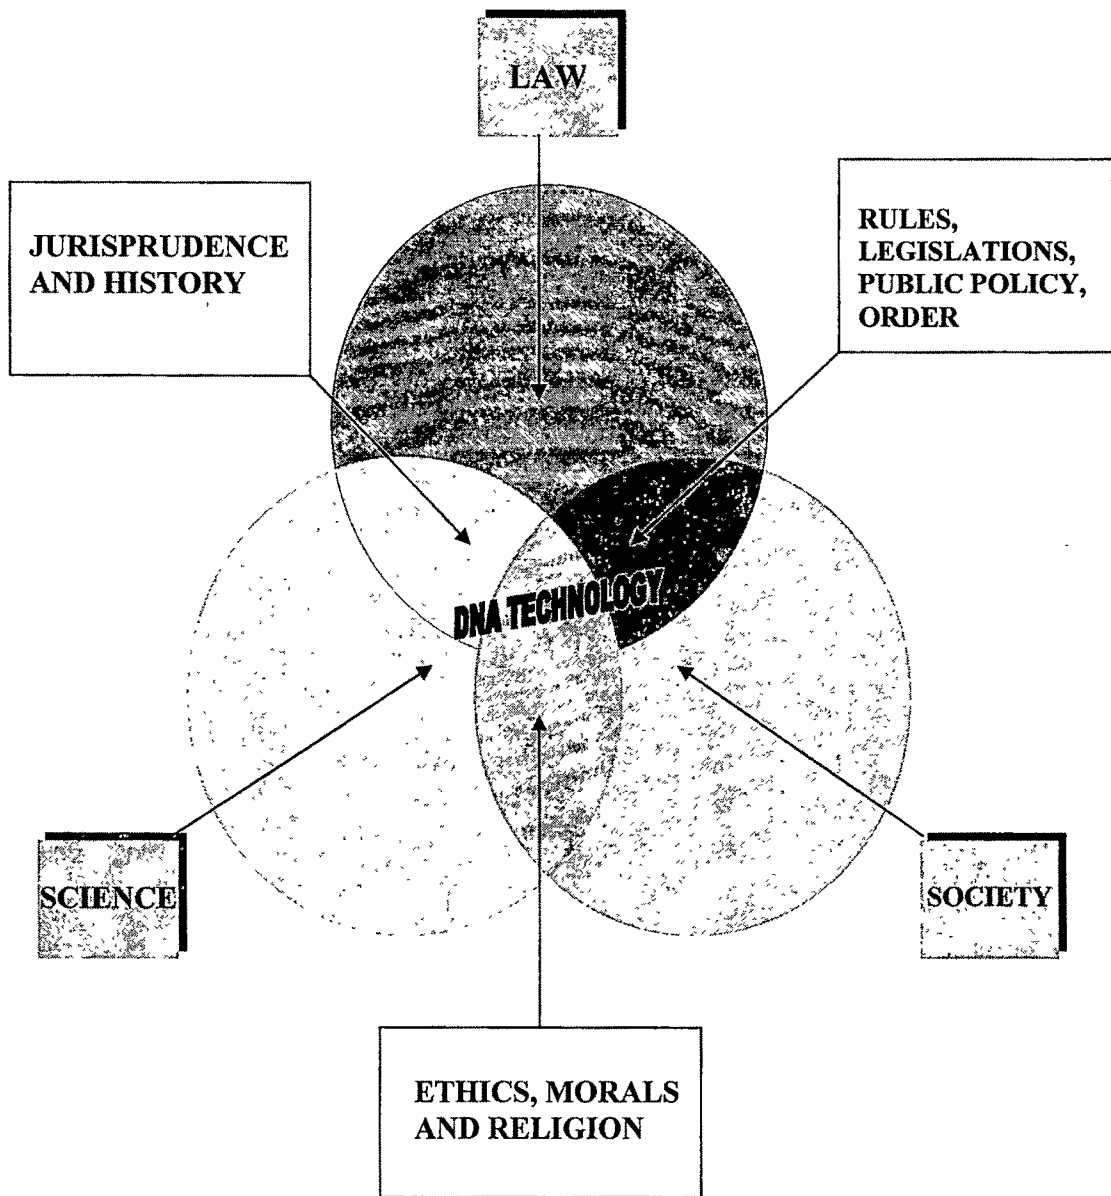 LAW
JURISPRUDENCE
AND HISTORY
RULES,
LEGISLATIONS,
PUBLIC POLICY,
ORDER
DNA TECHNOLOGY
SCIENCE
SOCIETY
ETHICS, MORALS
AND RELIGION